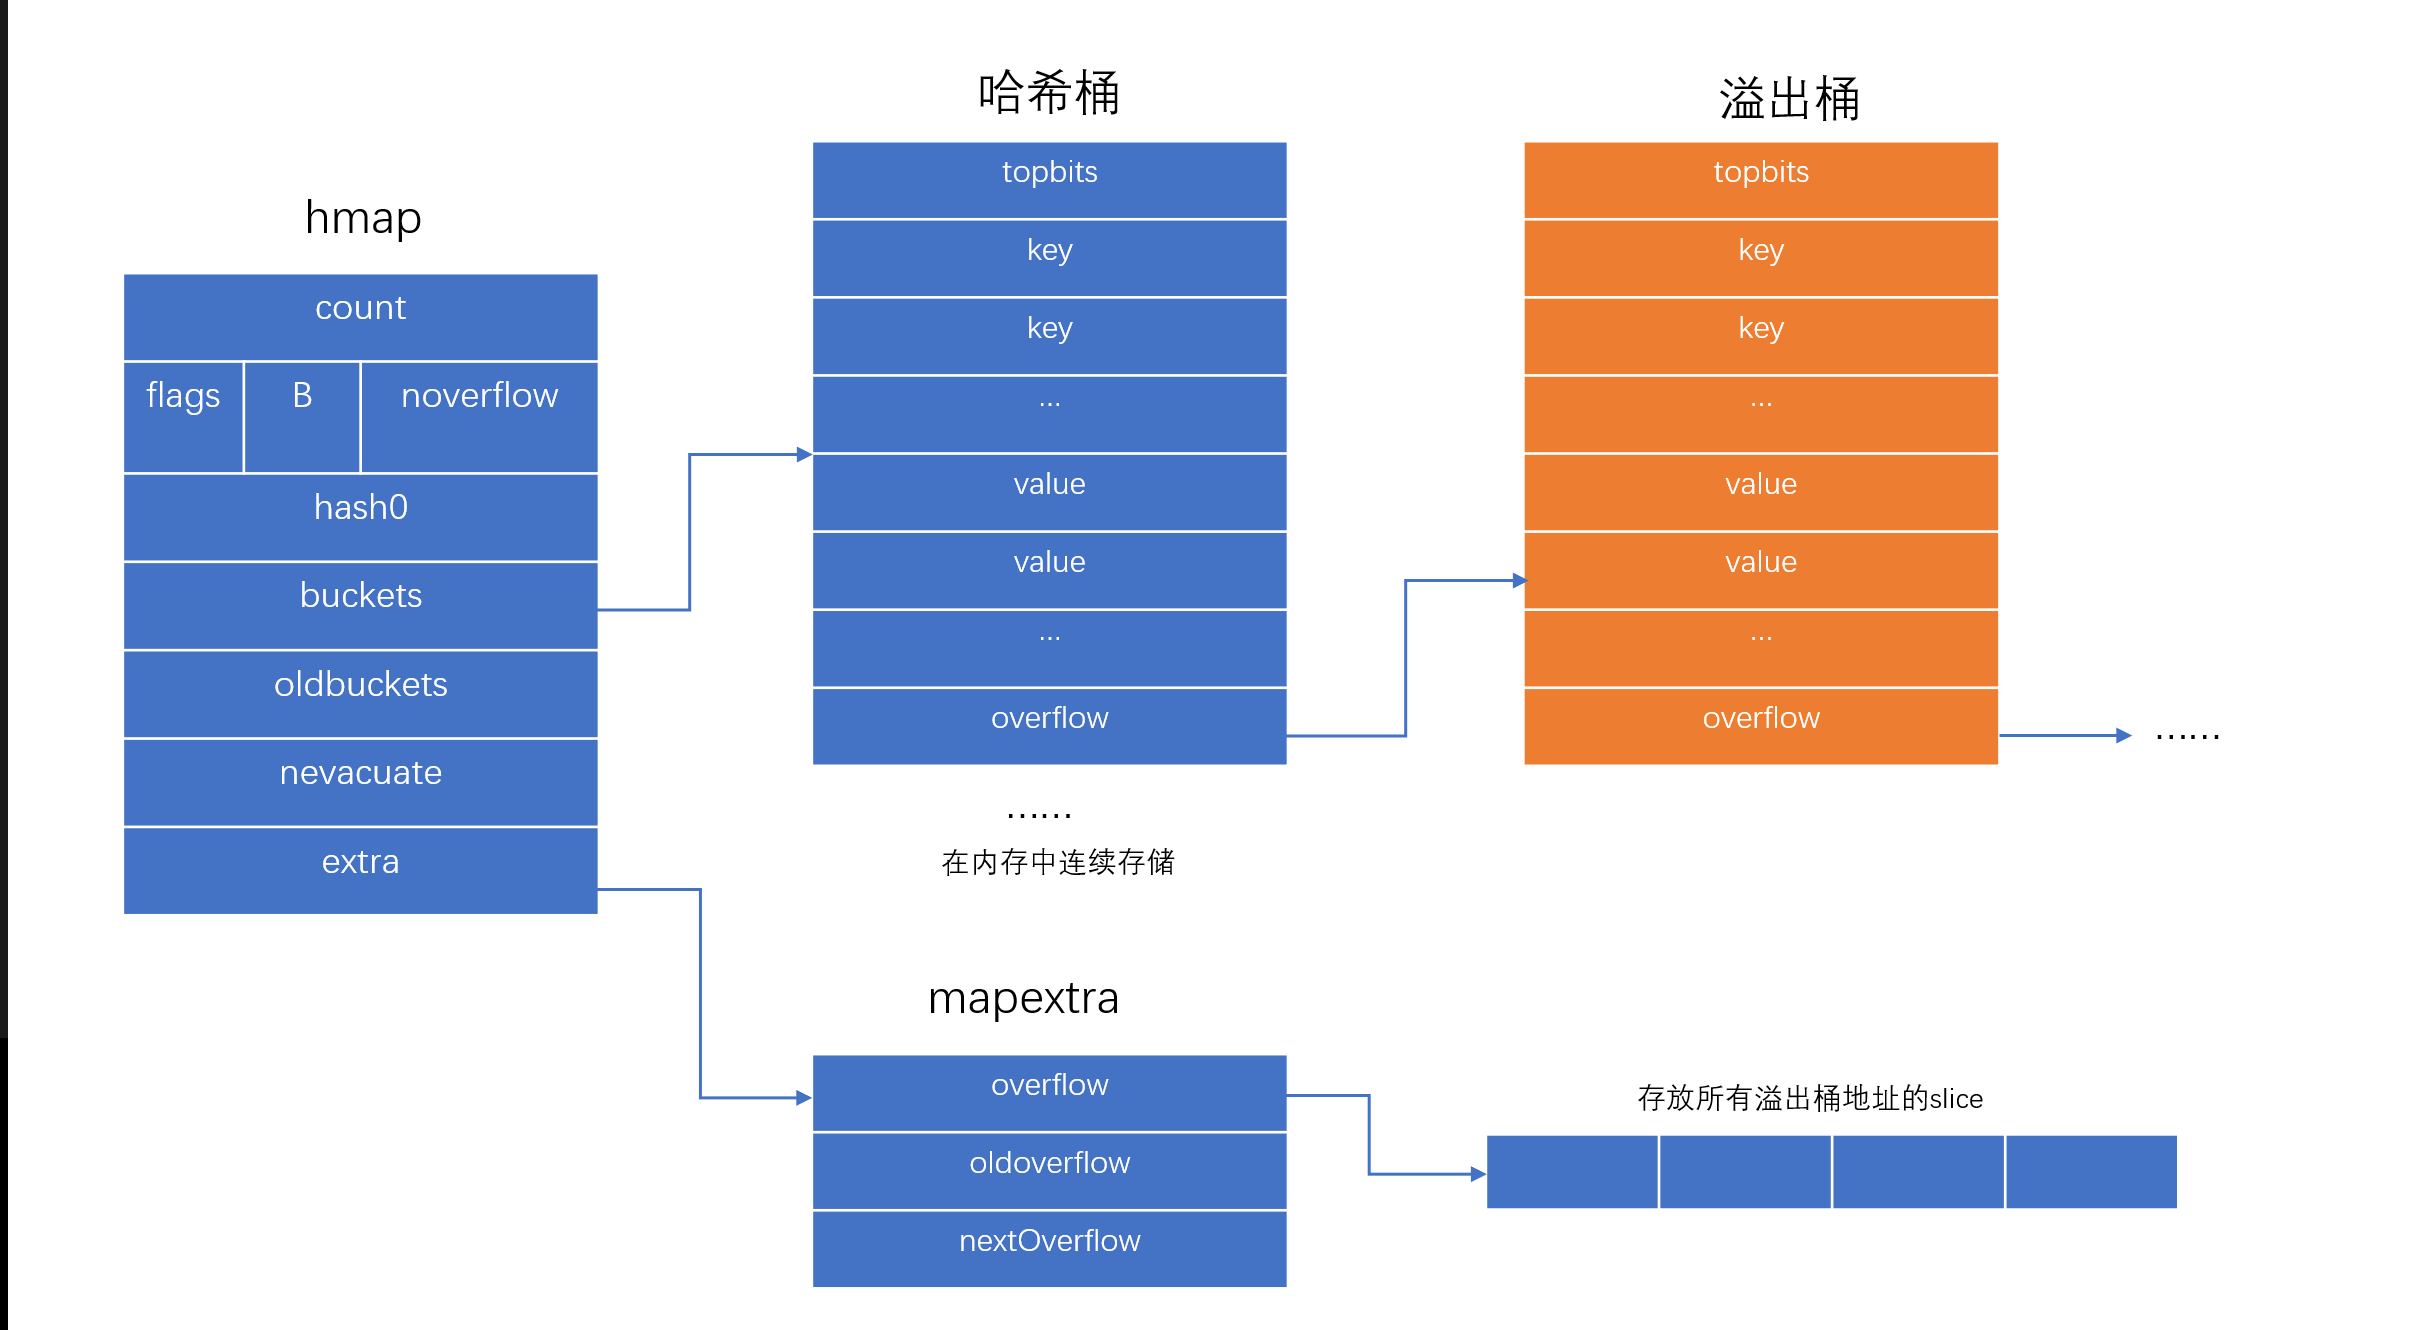 hmap
count
flags
B
noverflow
hash0
buckets
oldbuckets
nevacuate
extra
哈希桶
topbits
key
key
...
value
value
...
overflow
……
在内存中连续存储
溢出桶
topbits
key
key
...
value
value
...
overflow
……
mapextra
overflow
oldoverflow
nextOverflow
存放所有溢出桶地址的slice